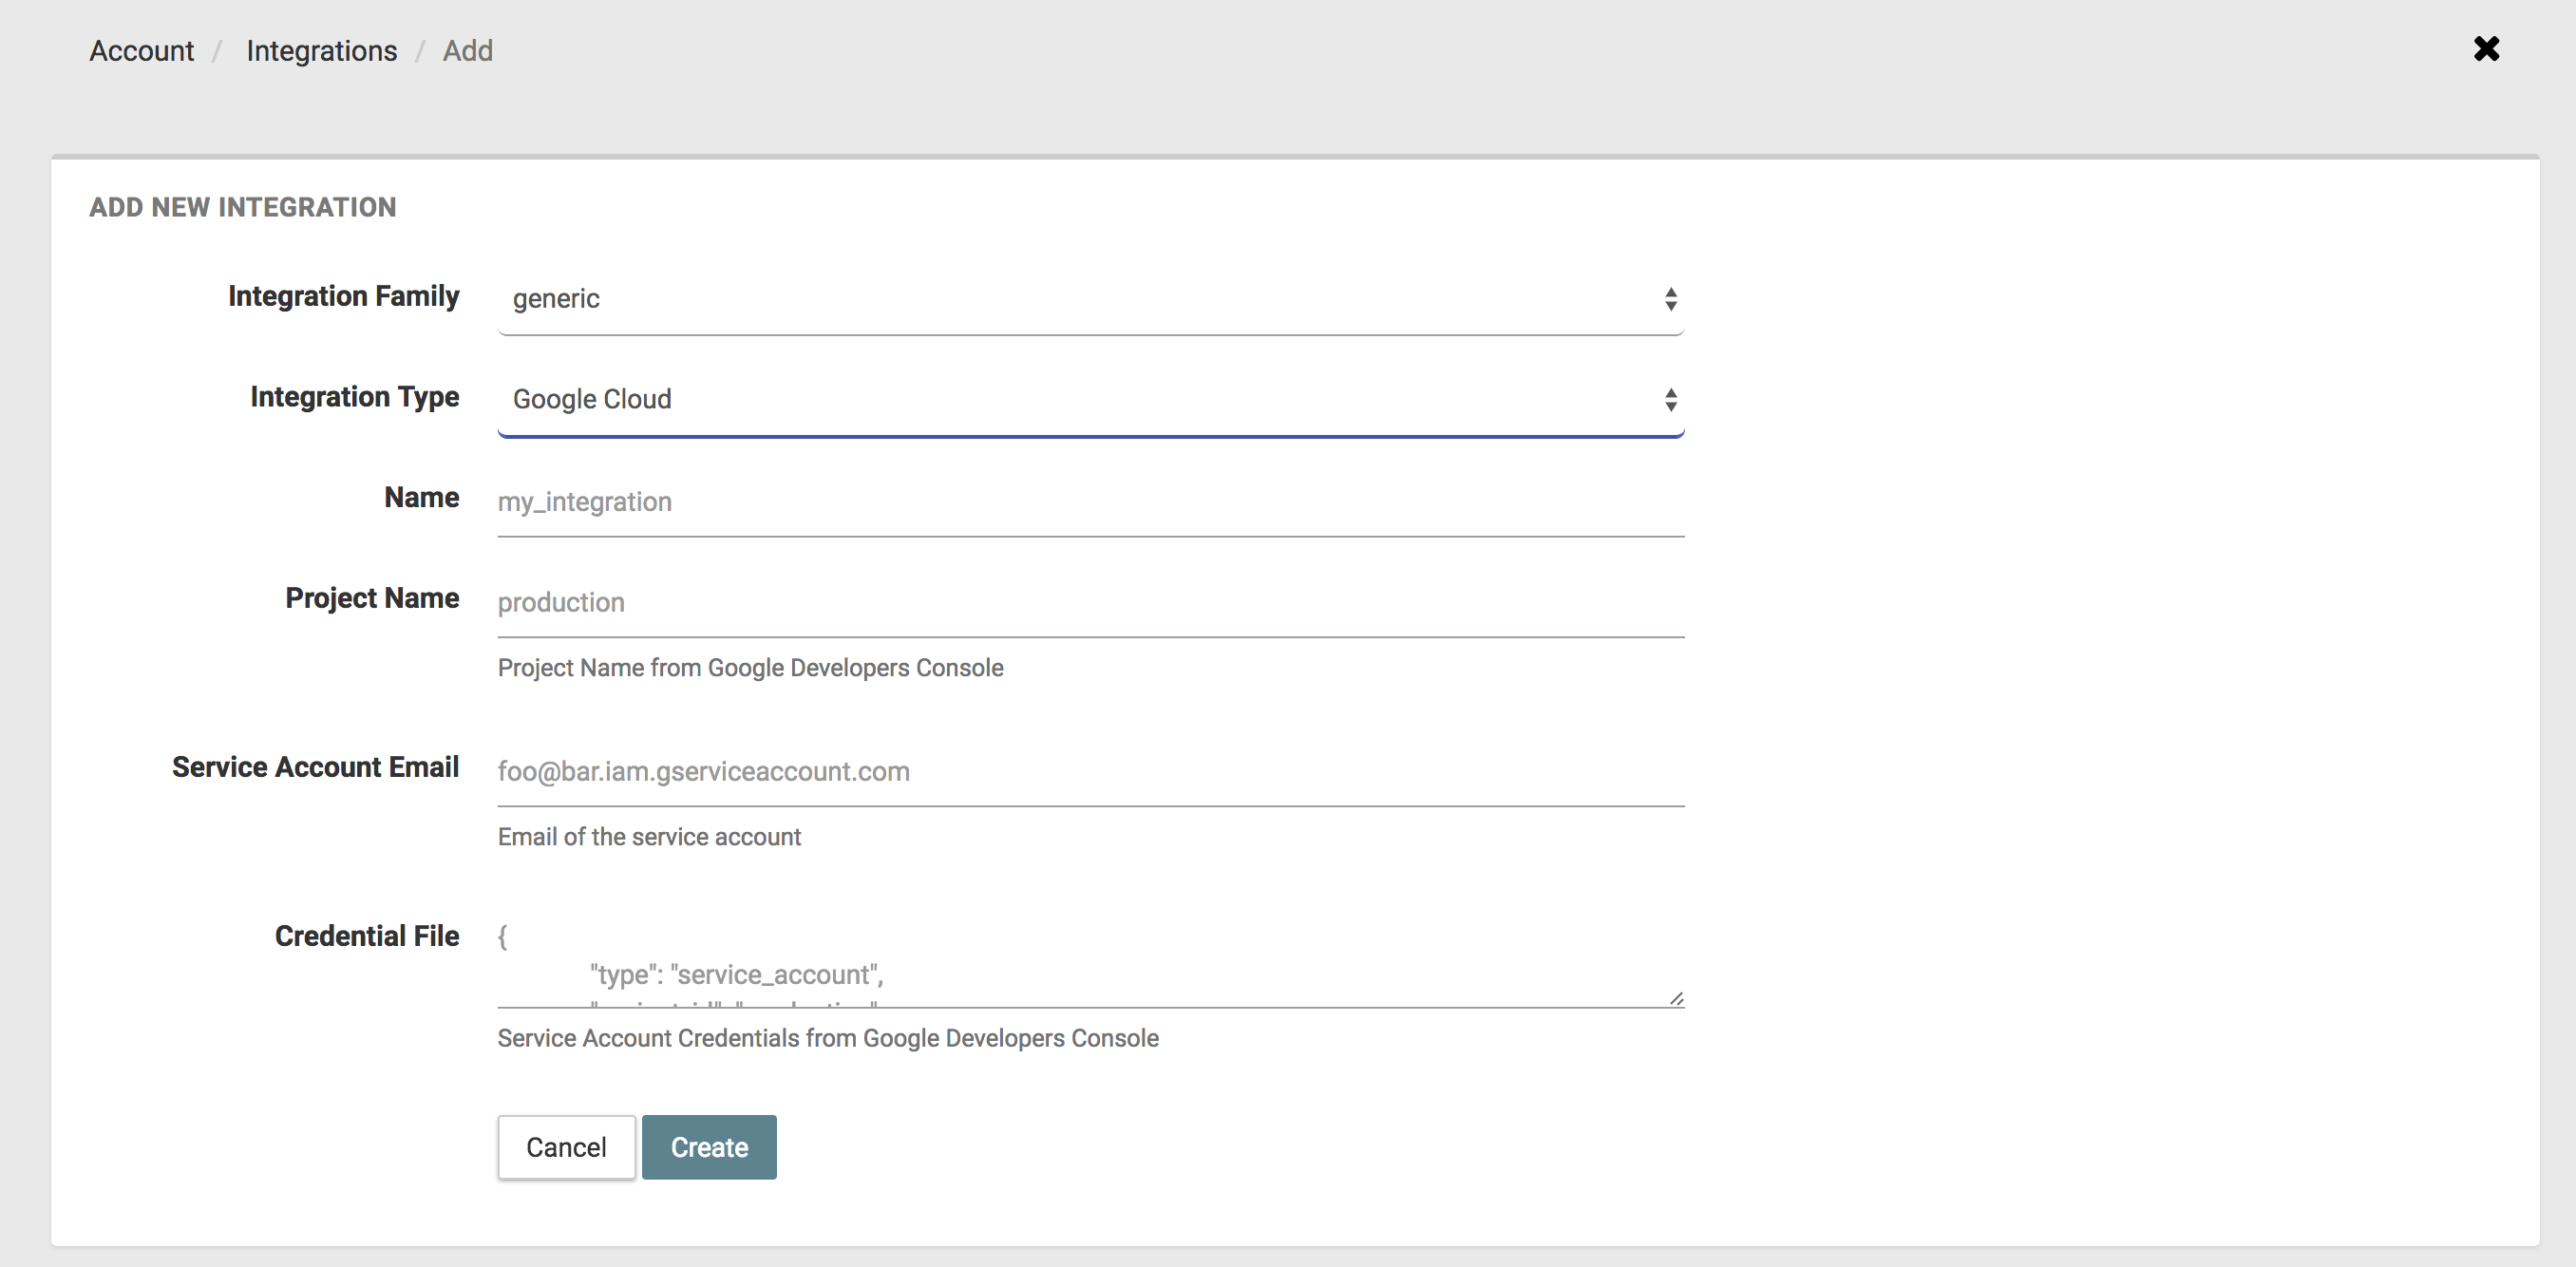 Account / Integrations / Add
ADD NEW INTEGRATION
Integration Family generic
Integration Type Google Cloud
Name my_integration
Project Name production
Project Name from Google Developers Console
Service Account Email foo@bar.iam.gserviceaccount.com
Email of the service account
Credential File {
"type": "service_account",
Service Account Credentials from Google Developers Console
Cancel Create